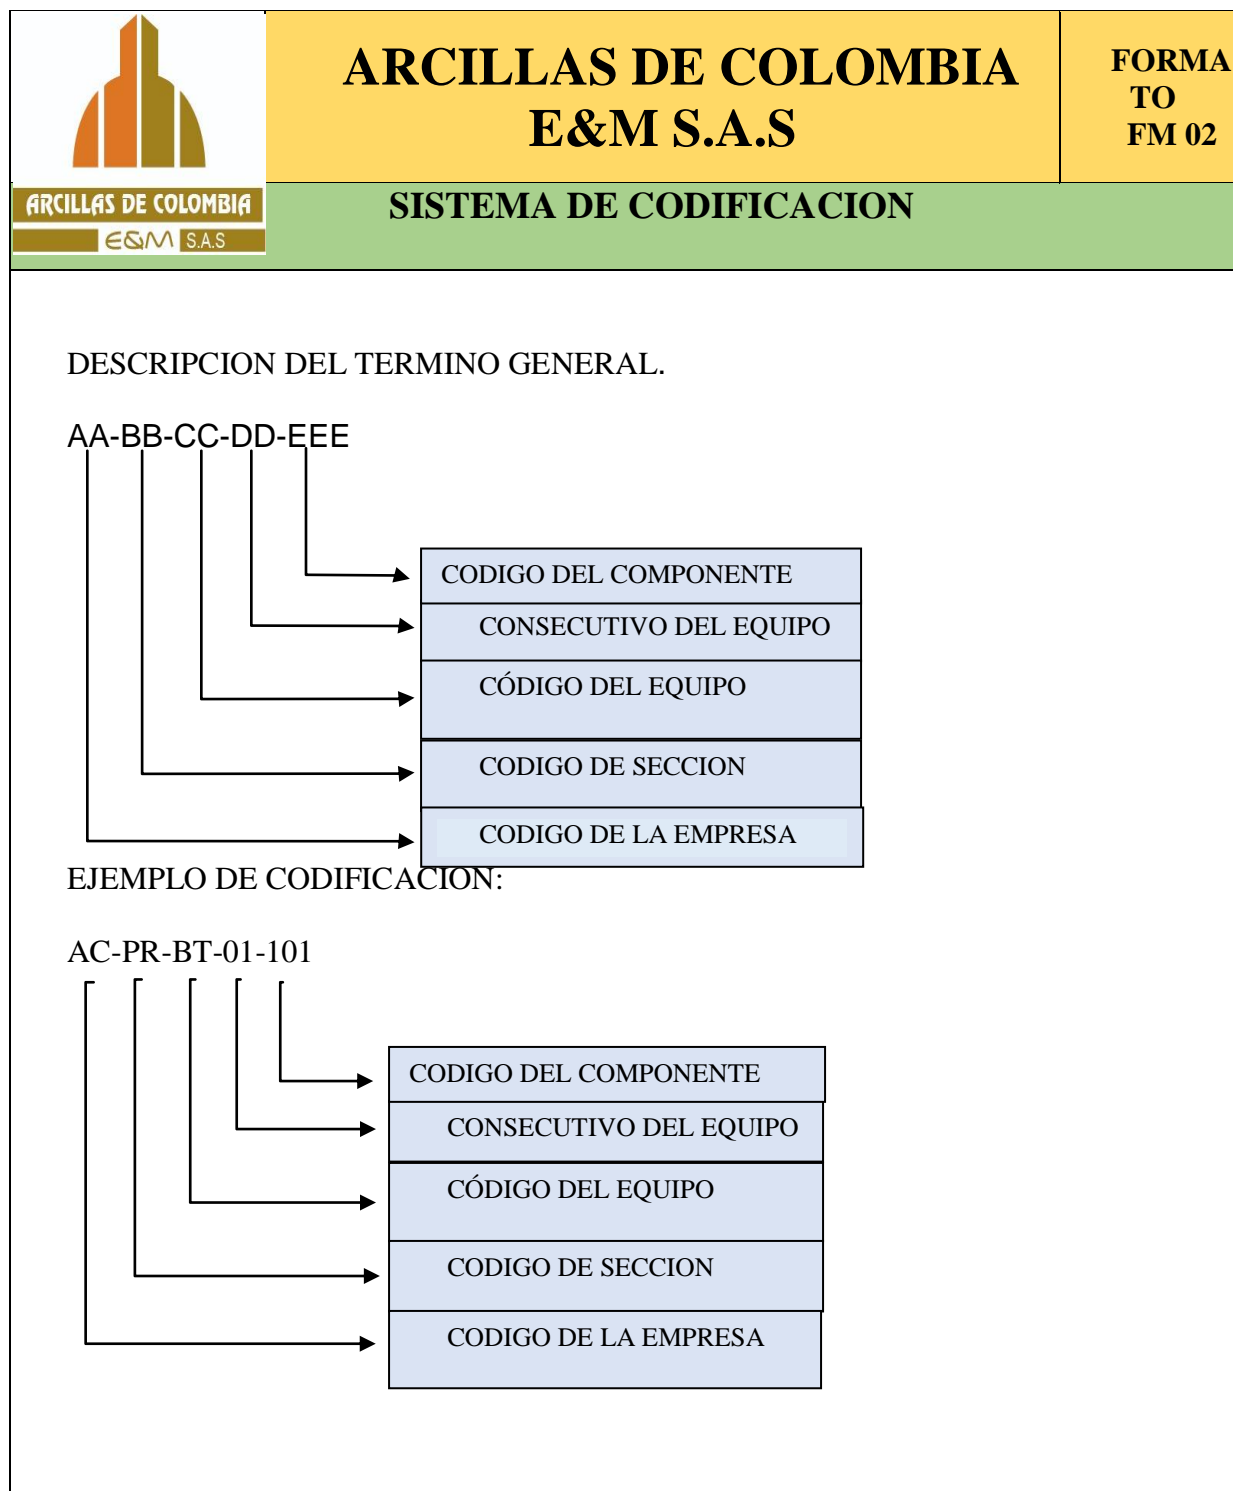 ARCILLAS DE COLOMBIA
E&M S.A.S
FORMA
TO
FM 02
ARCILLAS DE COLOMBIA
E&M S.A.S
SISTEMA DE CODIFICACION
DESCRIPCION DEL TERMINO GENERAL.
AA-BB-CC-DD-EEE
CODIGO DEL COMPONENTE
CONSECUTIVO DEL EQUIPO
CÓDIGO DEL EQUIPO
CODIGO DE SECCION
CODIGO DE LA EMPRESA
EJEMPLO DE CODIFICACION:
AC-PR-BT-01-101
CODIGO DEL COMPONENTE
CONSECUTIVO DEL EQUIPO
CÓDIGO DEL EQUIPO
CODIGO DE SECCION
CODIGO DE LA EMPRESA